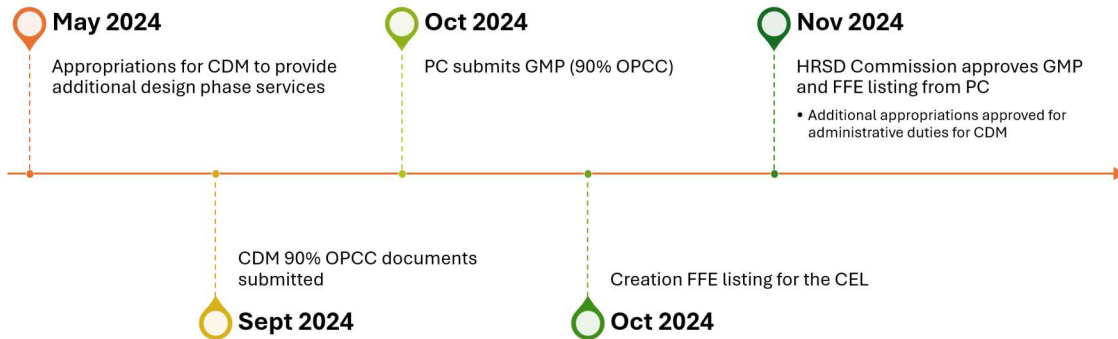 May 2024
Appropriations for CDM to provide
additional design phase services
CDM 90% OPCC documents
submitted
Sept 2024
Oct 2024
PC submits GMP (90% OPCC)
Creation FFE listing for the CEL
Oct 2024
Nov 2024
HRSD Commission approves GMP
and FFE listing from PC
• Additional appropriations approved for
administrative duties for CDM